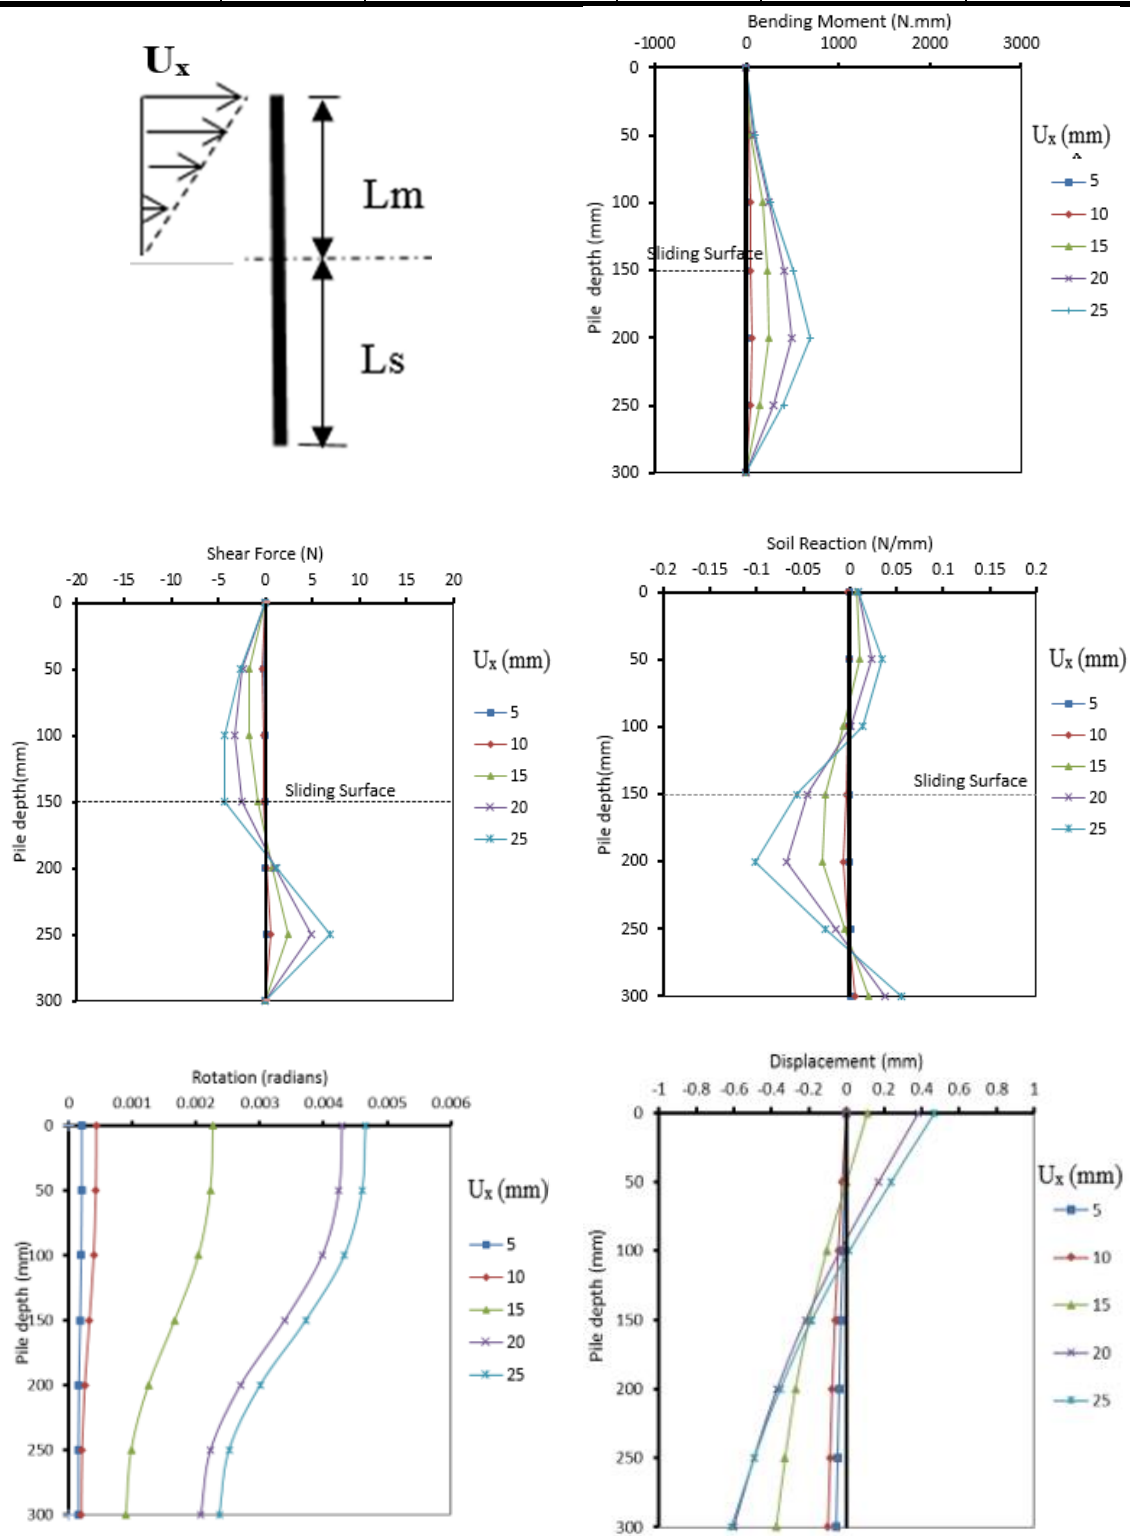 Uₓ
Lm
Ls
Bending Moment (N.mm)
-1000 0 1000 2000 3000
0
50
100
150
200
250
300
Pile depth (mm)
Sliding Surface
Uₓ (mm)
5
10
15
20
25
Shear Force (N)
-20 -15 -10 -5 0 5 10 15 20
0
50
100
150
200
250
300
Pile depth(mm)
Sliding Surface
Uₓ (mm)
5
10
15
20
25
Soil Reaction (N/mm)
-0.2 -0.15 -0.1 -0.05 0 0.05 0.1 0.15 0.2
0
50
100
150
200
250
300
Pile depth(mm)
Sliding Surface
Uₓ (mm)
5
10
15
20
25
Rotation (radians)
0 0.001 0.002 0.003 0.004 0.005 0.006
0
50
100
150
200
250
300
Pile depth (mm)
Uₓ (mm)
5
10
15
20
25
Displacement (mm)
-1 -0.8 -0.6 -0.4 -0.2 0 0.2 0.4 0.6 0.8 1
0
50
100
150
200
250
300
Pile depth (mm)
Uₓ (mm)
5
10
15
20
25